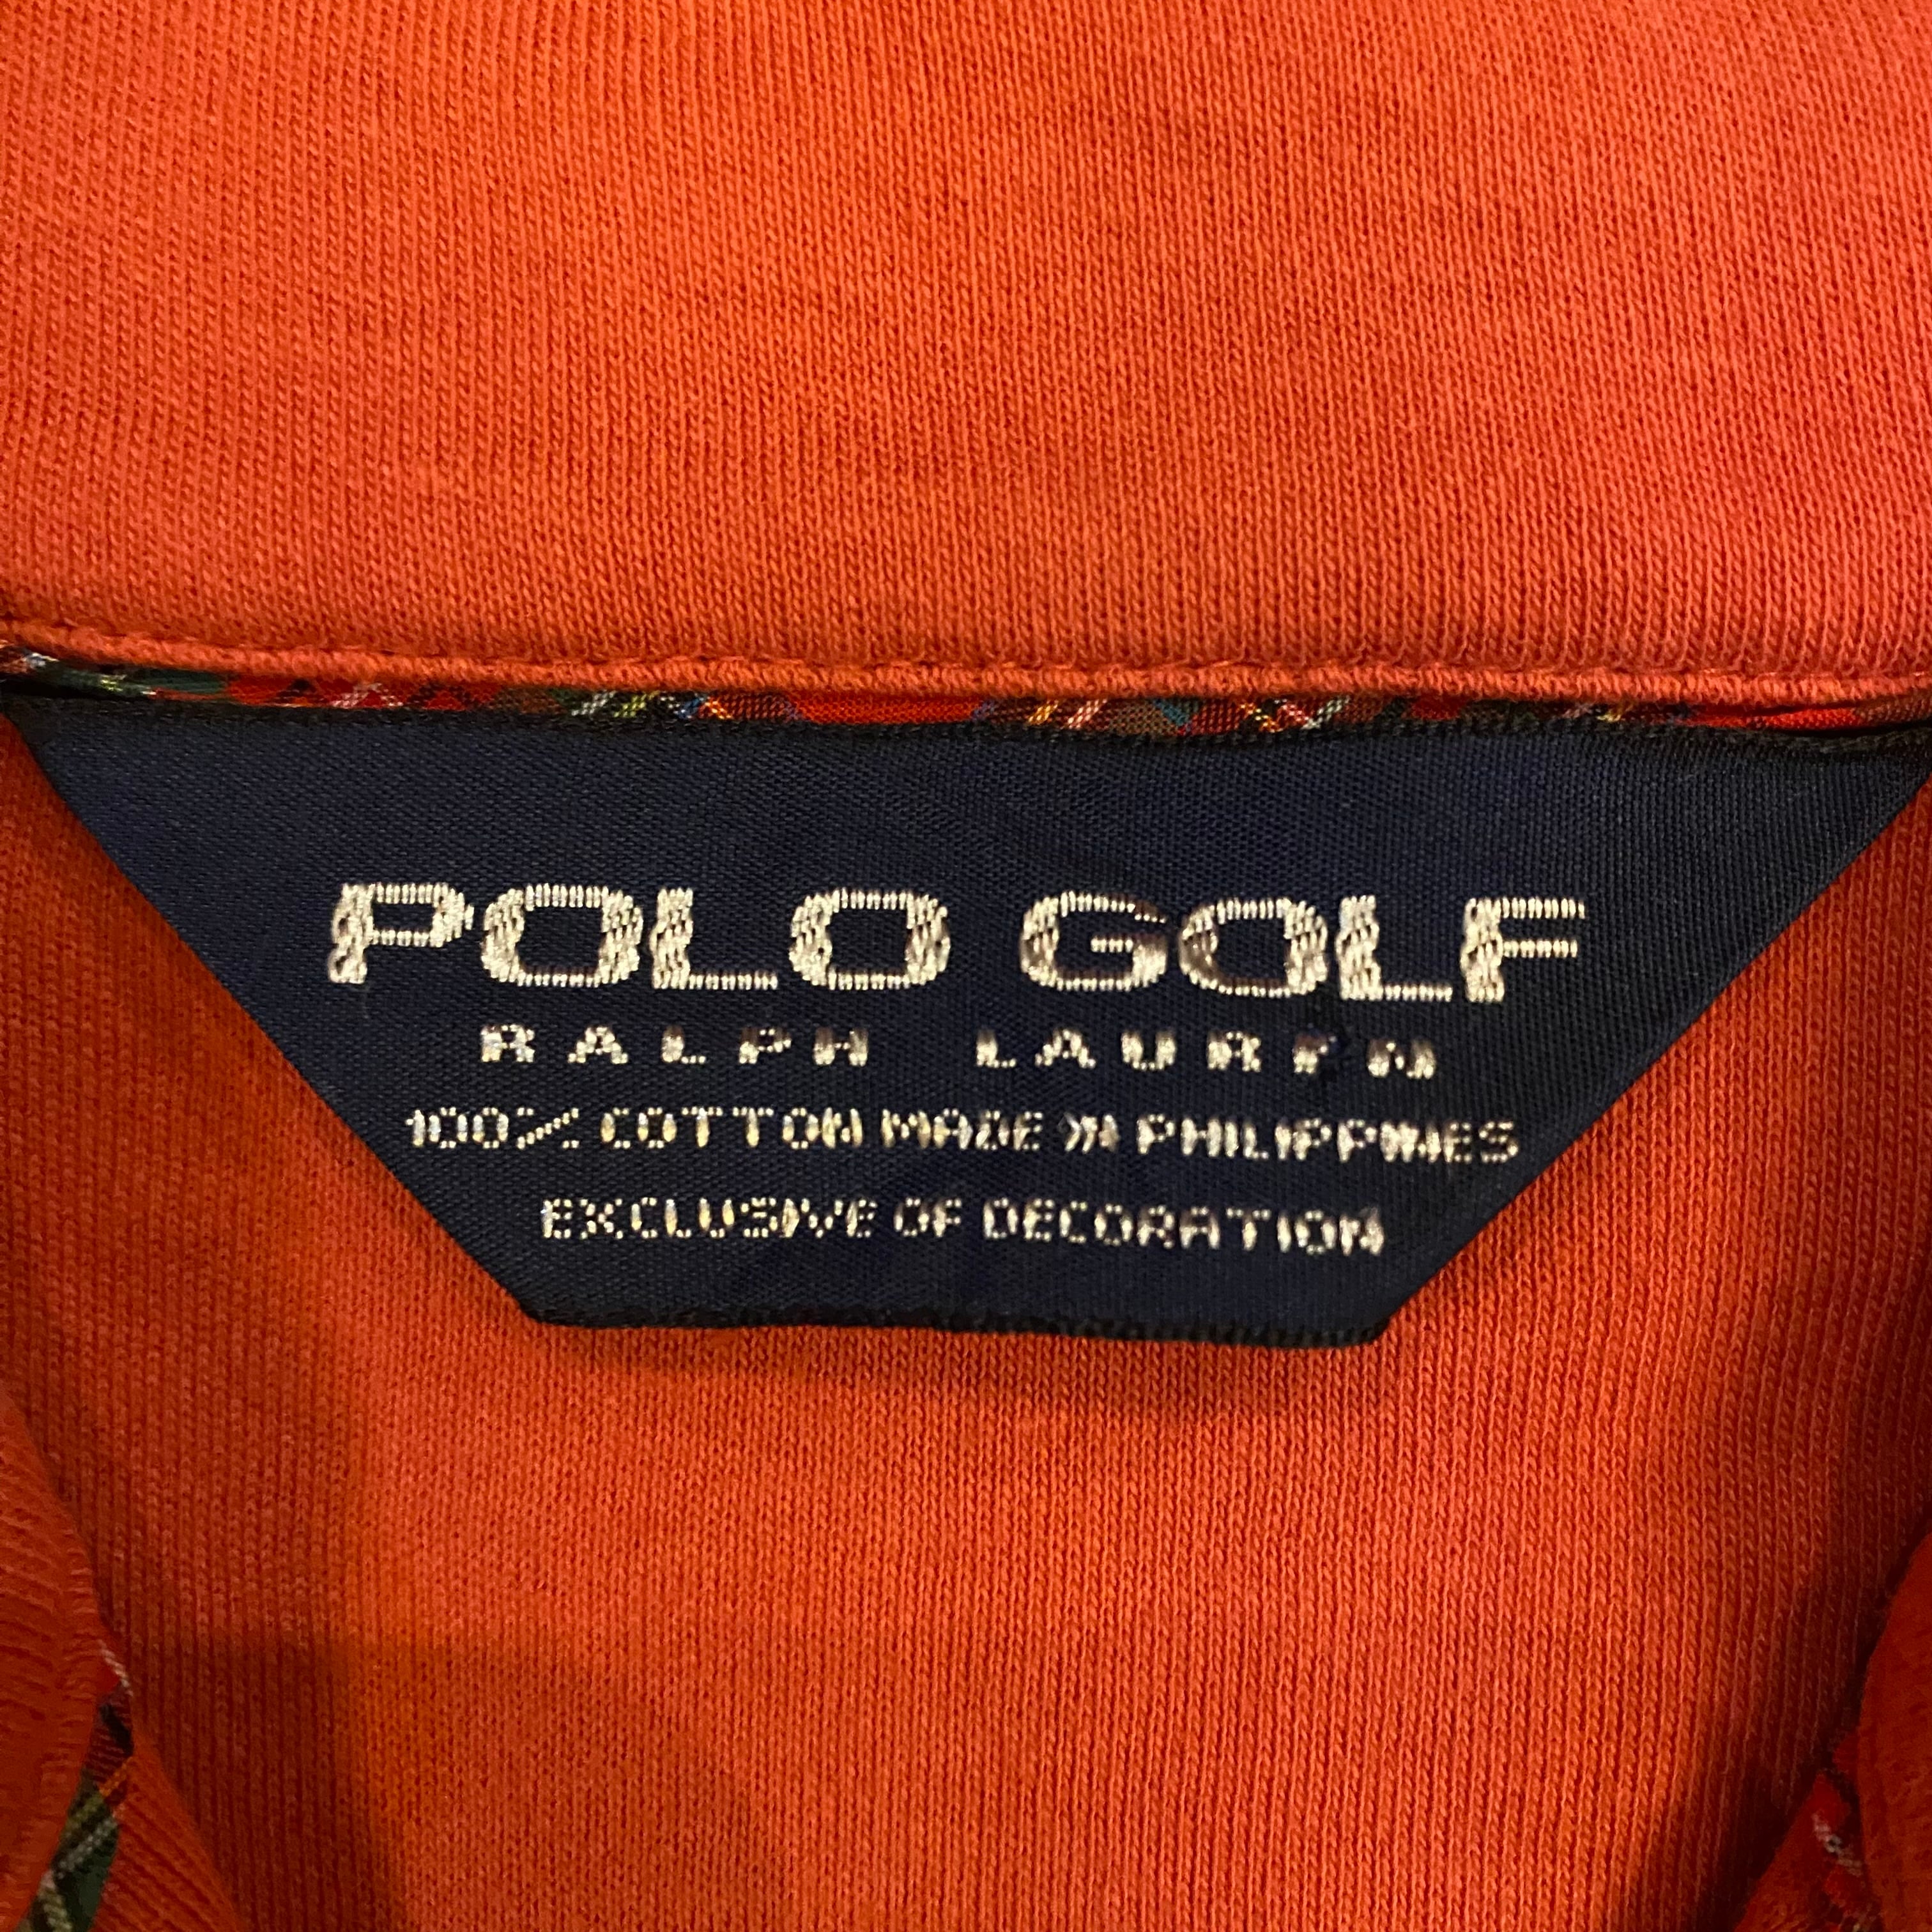 POLO GOLF
RALPH LAUREN
100% COTTON MADE IN PHILIPPINES
EXCLUSIVE OF DECORATION